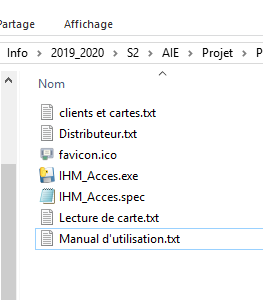 Partage Affichage
Info > 2019_2020 > S2 > AIE > Projet > P
Nom
clients et cartes.txt
Distributeur.txt
favicon.ico
IHM_Acces.exe
IHM_Acces.spec
Lecture de carte.txt
Manual d'utilisation.txt